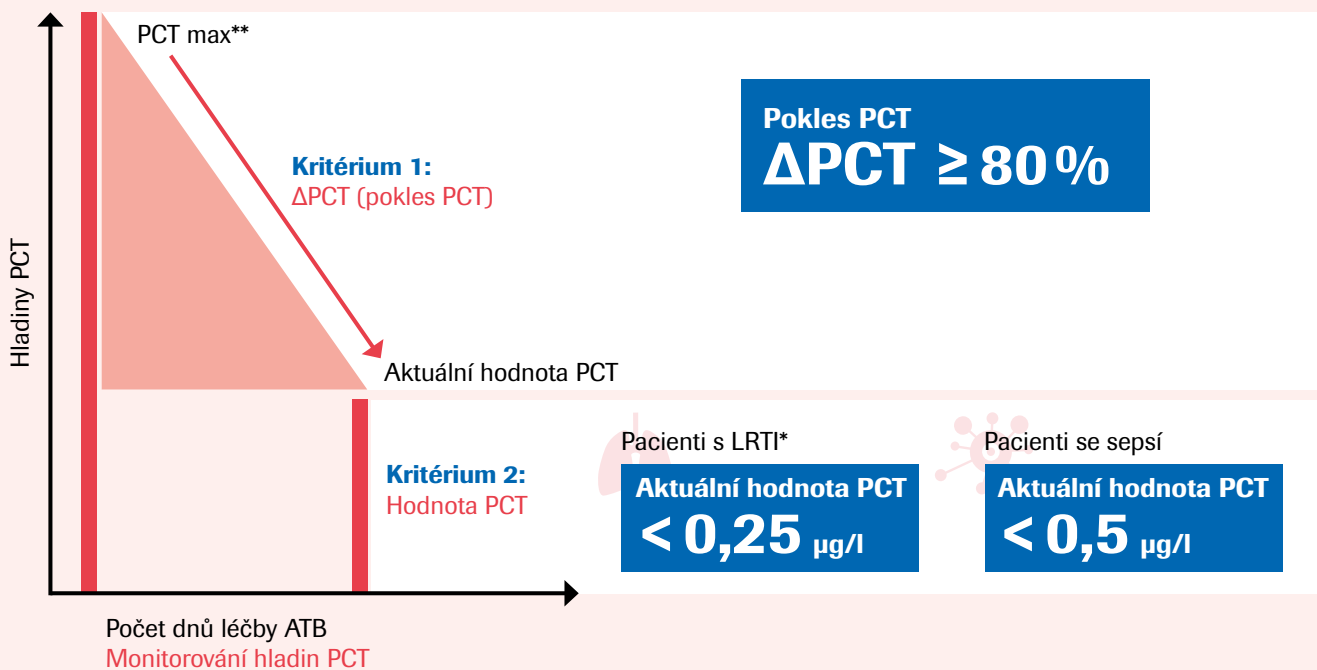 PCT max**
Pokles PCT
ΔPCT ≥ 80 %
Kritérium 1:
ΔPCT (pokles PCT)
Hladiny PCT
Aktuální hodnota PCT
Pacienti s LRTI*
Pacienti se sepsí
Kritérium 2:
Hodnota PCT
Aktuální hodnota PCT
< 0,25 µg/l
Aktuální hodnota PCT
< 0,5 µg/l
Počet dnů léčby ATB
Monitorování hladin PCT